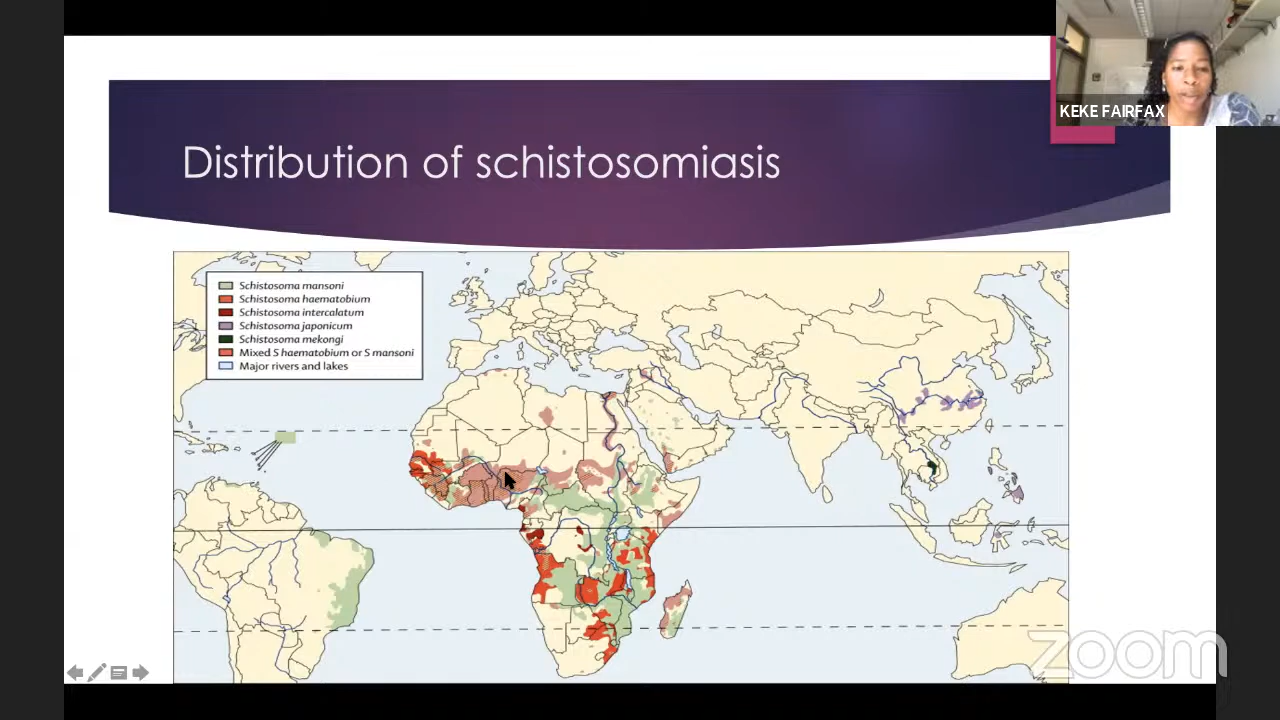 KEKE FAIRFAX
Distribution of schistosomiasis
Schistosoma mansoni
Schistosoma haematobium
Schistosoma intercalatum
Schistosoma japonicum
Schistosoma mekongi
Mixed S haematobium or S mansoni
Major rivers and lakes
zoom